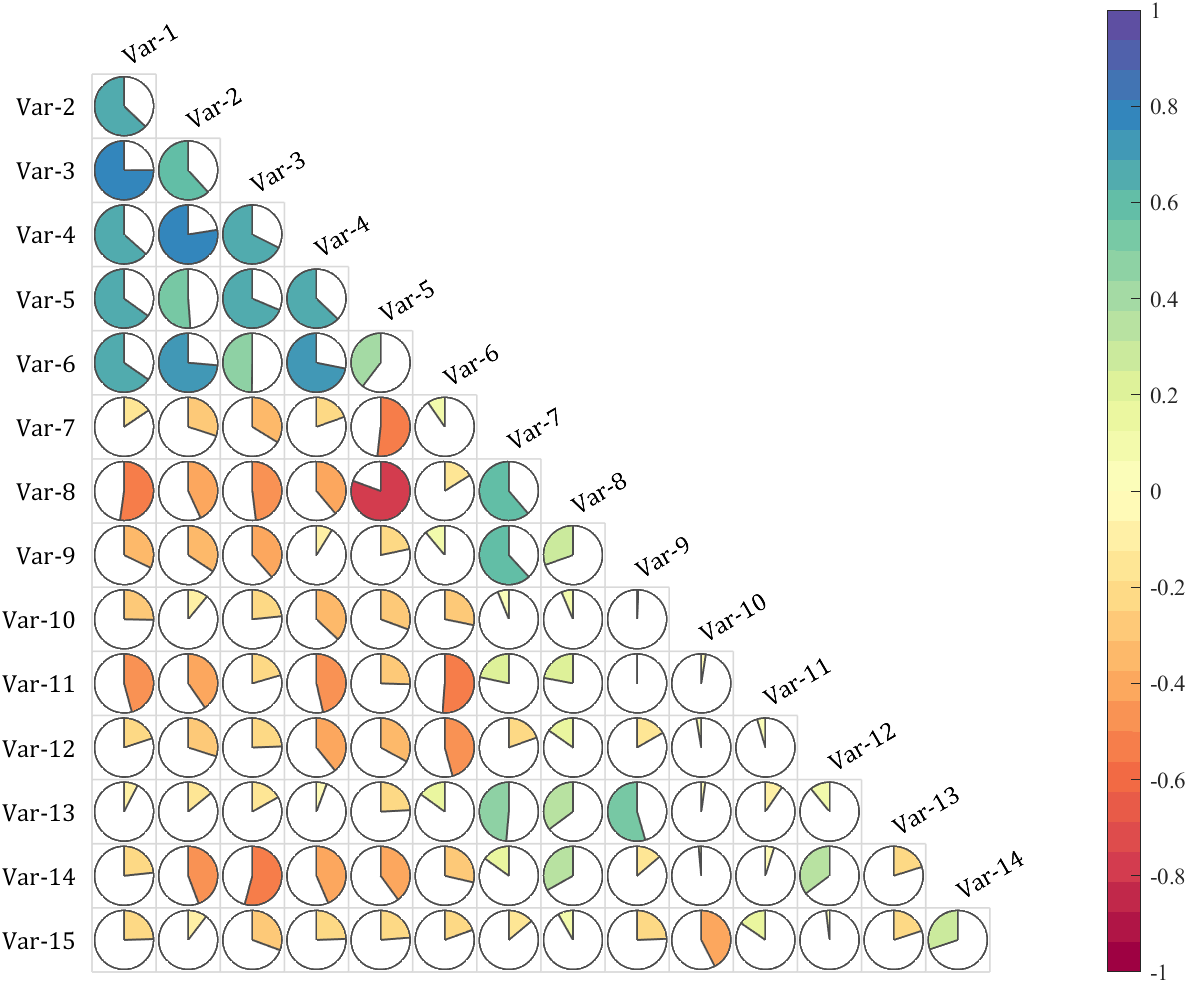 Var-1
Var-2
Var-3
Var-4
Var-5
Var-6
Var-7
Var-8
Var-9
Var-10
Var-11
Var-12
Var-13
Var-14
Var-2
Var-3
Var-4
Var-5
Var-6
Var-7
Var-8
Var-9
Var-10
Var-11
Var-12
Var-13
Var-14
Var-15
1
0.8
0.6
0.4
0.2
0
-0.2
-0.4
-0.6
-0.8
-1